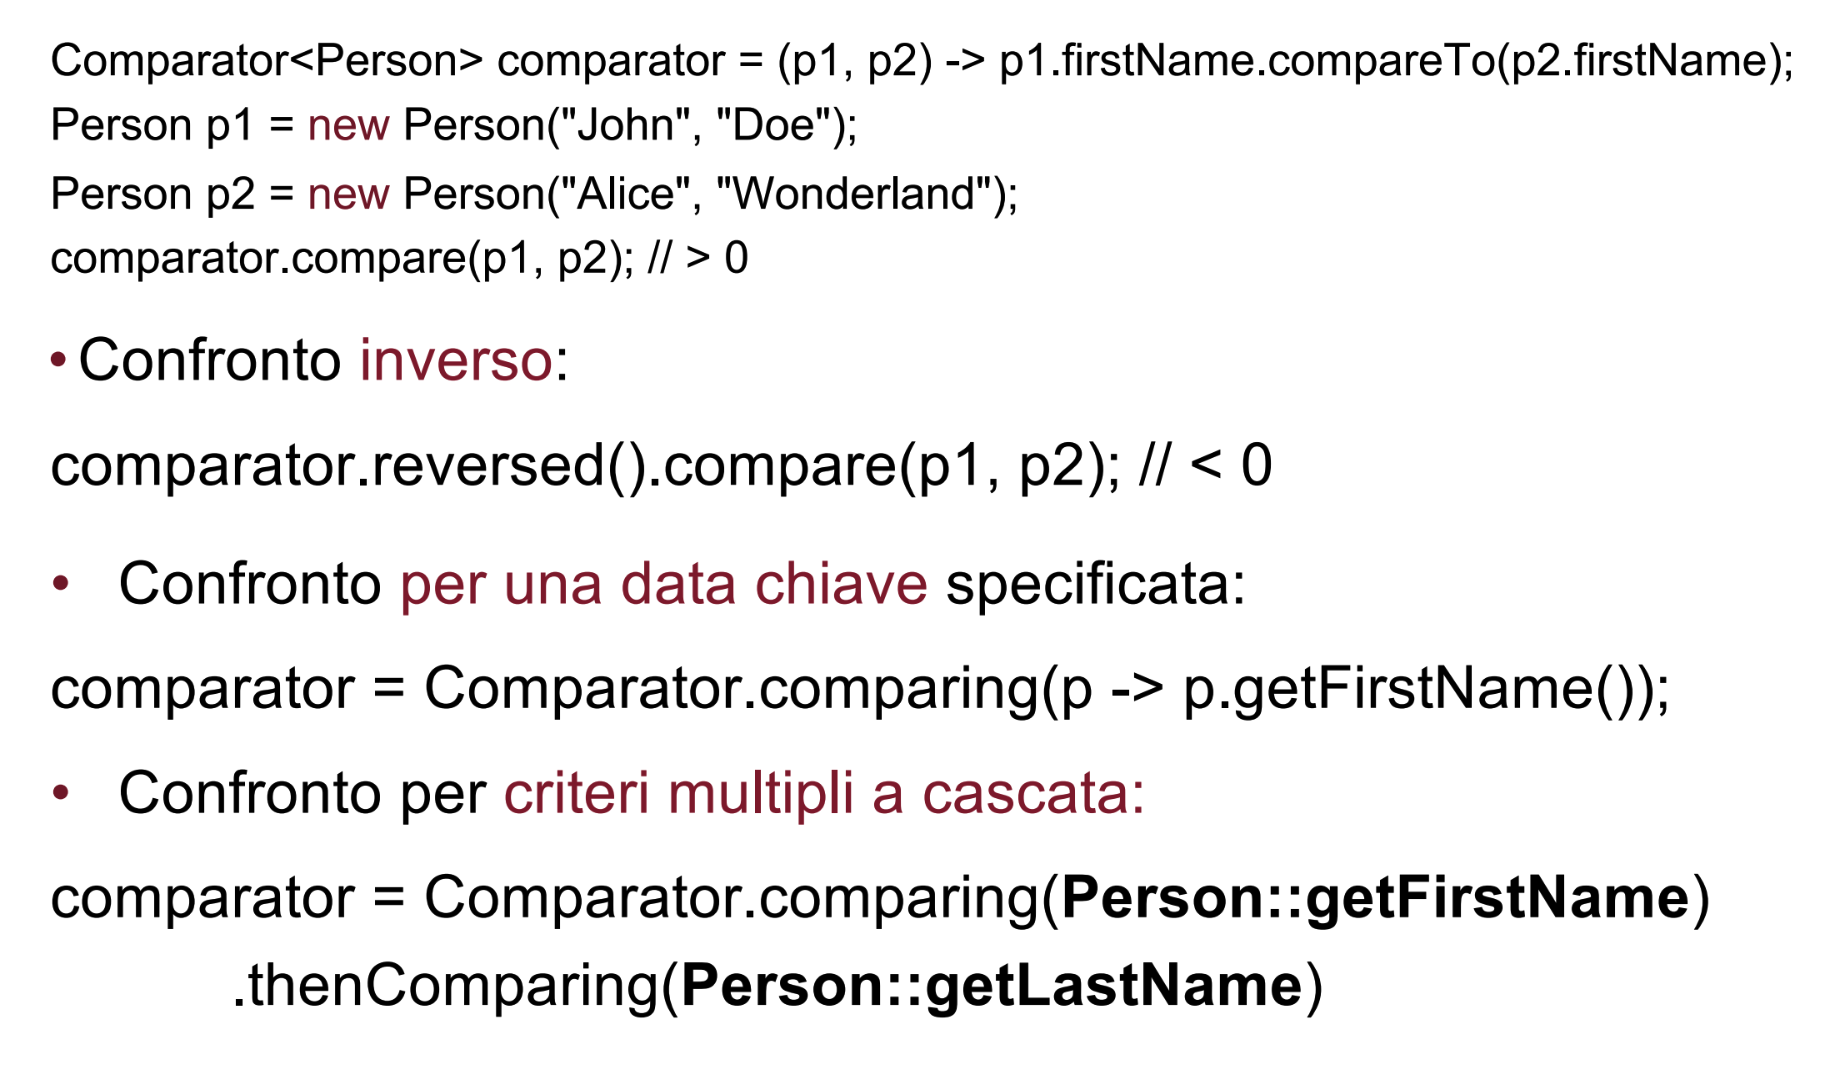 Comparator<Person> comparator = (p1, p2) -> p1.firstName.compareTo(p2.firstName);
Person p1 = new Person("John", "Doe");
Person p2 = new Person("Alice", "Wonderland");
comparator.compare(p1, p2); // > 0
• Confronto inverso:
comparator.reversed().compare(p1, p2); // < 0
• Confronto per una data chiave specificata:
comparator = Comparator.comparing(p -> p.getFirstName());
• Confronto per criteri multipli a cascata:
comparator = Comparator.comparing(Person::getFirstName)
.thenComparing(Person::getLastName)